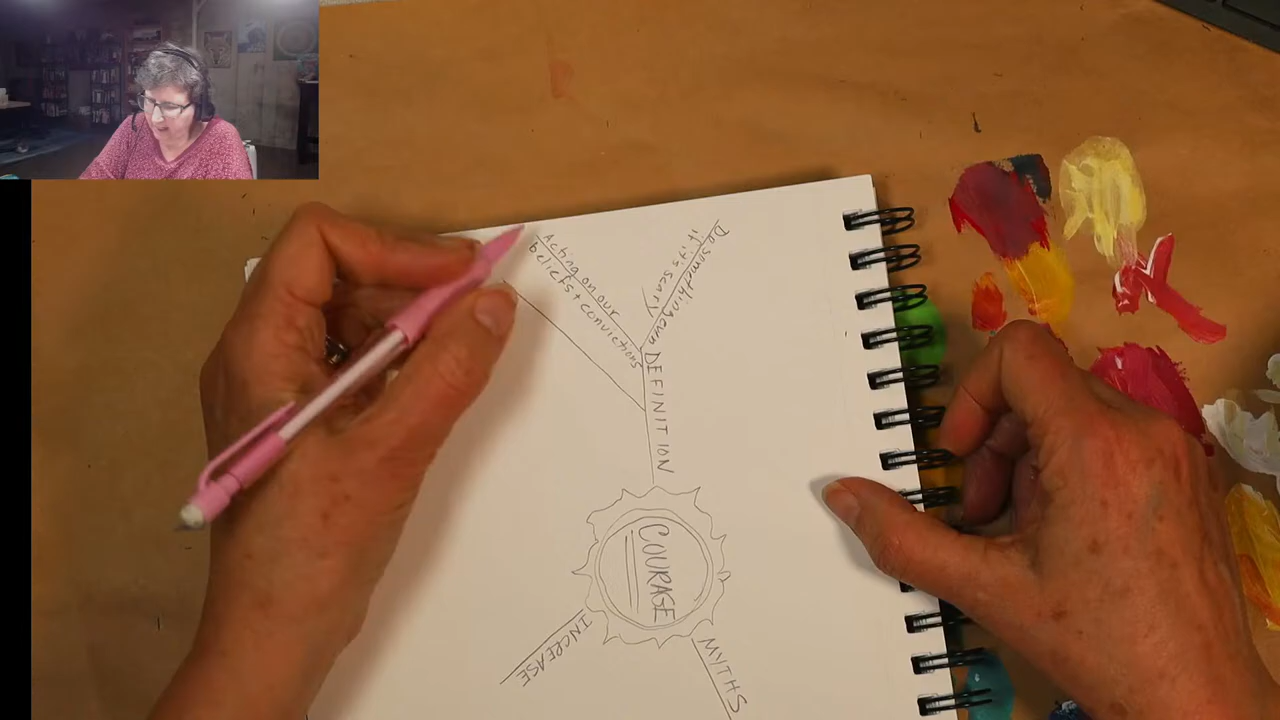 COURAGE
DEFINITION
Do something even
if it's scary
Acting on our
beliefs + convictions
MYTHS
INCREASE